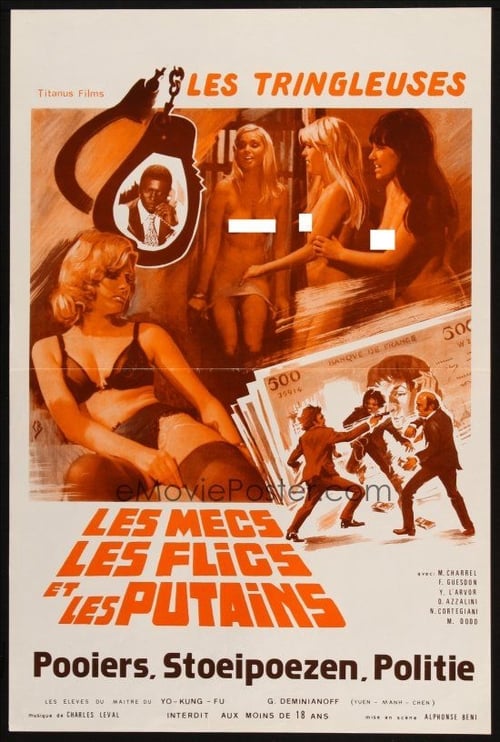 Titanus Films
LES TRINGLEUSES
500
35914
BANQUE DE FRANCE
500
eMoviePoster.com
LES MECS
LES FLICS
ET LES PUTAINS
avec: M. CHARREL
F. GUESDON
Y. L'ARVOR
D. AZZALINI
N. CORTEGIANI
M. DODO
Pooiers, Stoeipoezen, Politie
LES ELEVES DU MAITRE DU YO-KUNG-FU G. DEMINIANOFF (YUEN-MANH-CHEN)
musique de CHARLES LEVAL INTERDIT AUX MOINS DE 18 ANS mise en scène ALPHONSE BENI